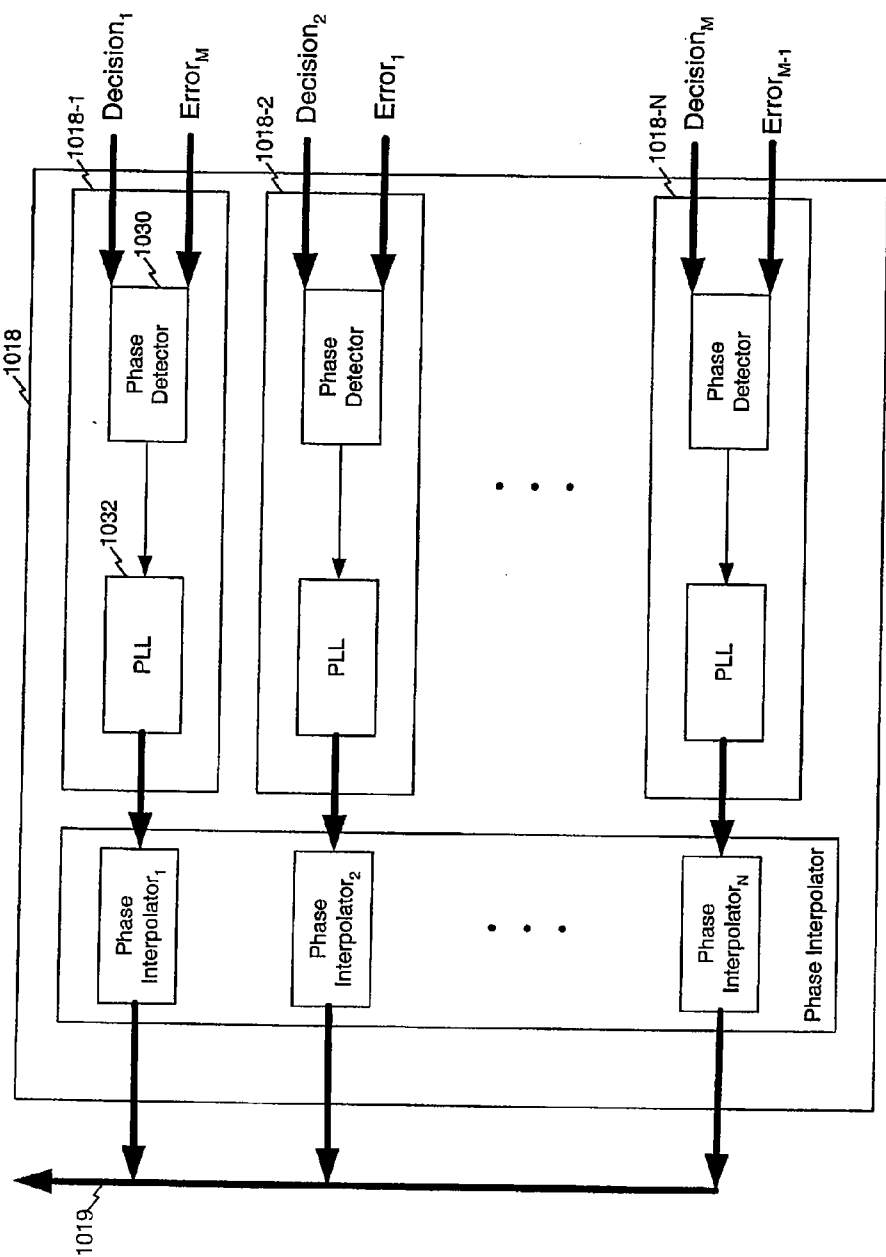 1018
1018-1
Decision1
ErrorM
1030
Phase
Detector
1032
PLL
Phase
Interpolator1
1018-2
Decision2
Error1
Phase
Detector
PLL
Phase
Interpolator2
1018-N
DecisionM
ErrorM-1
Phase
Detector
PLL
Phase
InterpolatorN
Phase Interpolator
1019